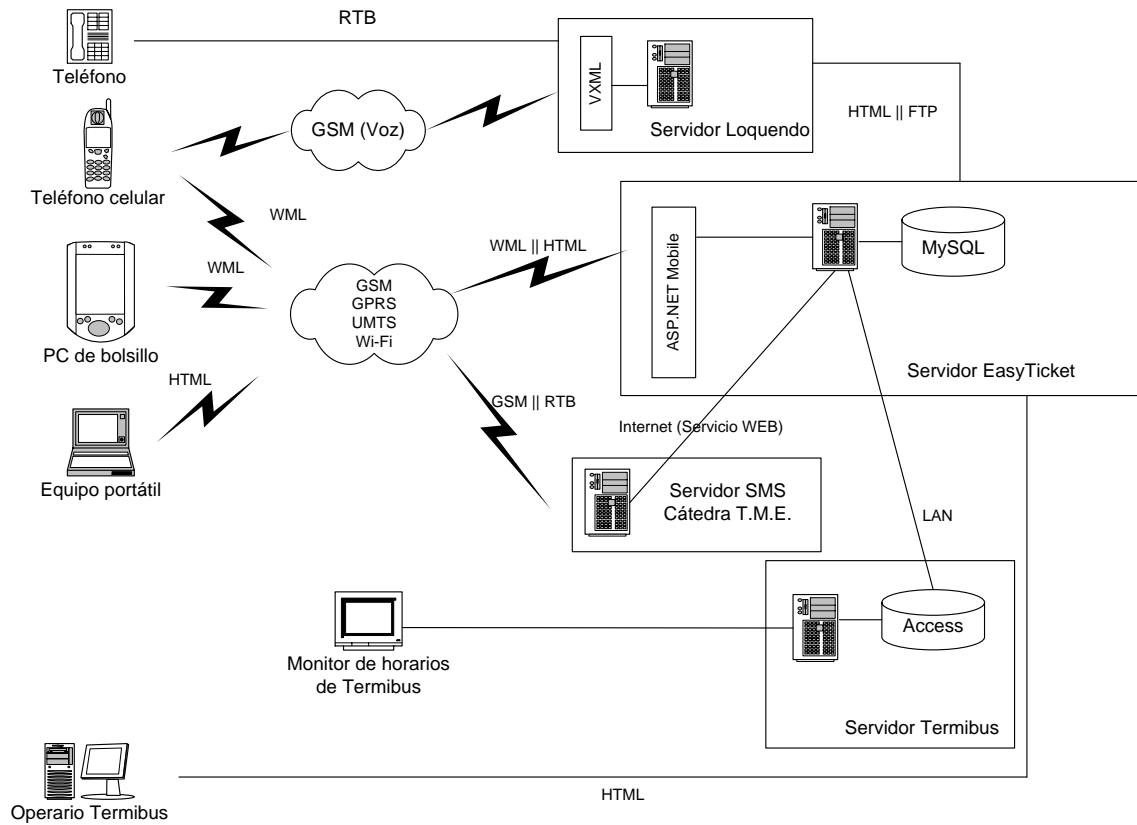 RTB
Teléfono
VXML
Servidor Loquendo
HTML || FTP
GSM (Voz)
Teléfono celular
WML
WML || HTML
ASP.NET Mobile
MySQL
WML
GSM
GPRS
UMTS
Wi-Fi
PC de bolsillo
Servidor EasyTicket
HTML
GSM || RTB
Internet (Servicio WEB)
Equipo portátil
Servidor SMS
Cátedra T.M.E.
LAN
Access
Monitor de horarios
de Termibus
Servidor Termibus
HTML
Operario Termibus